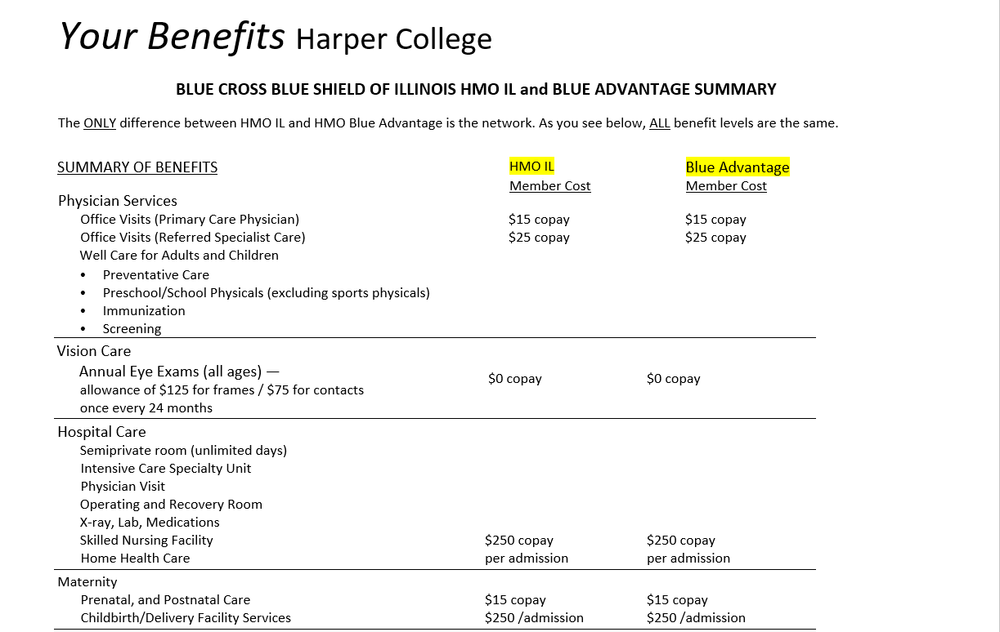 Your Benefits Harper College
BLUE CROSS BLUE SHIELD OF ILLINOIS HMO IL and BLUE ADVANTAGE SUMMARY
The ONLY difference between HMO IL and HMO Blue Advantage is the network. As you see below, ALL benefit levels are the same.
SUMMARY OF BENEFITS HMO IL Blue Advantage
Member Cost Member Cost
Physician Services
Office Visits (Primary Care Physician) $15 copay $15 copay
Office Visits (Referred Specialist Care) $25 copay $25 copay
Well Care for Adults and Children
• Preventative Care
• Preschool/School Physicals (excluding sports physicals)
• Immunization
• Screening
Vision Care
Annual Eye Exams (all ages) —
$0 copay $0 copay
allowance of $125 for frames / $75 for contacts
once every 24 months
Hospital Care
Semiprivate room (unlimited days)
Intensive Care Specialty Unit
Physician Visit
Operating and Recovery Room
X-ray, Lab, Medications
Skilled Nursing Facility $250 copay $250 copay
Home Health Care per admission per admission
Maternity
Prenatal, and Postnatal Care $15 copay $15 copay
Childbirth/Delivery Facility Services $250 /admission $250 /admission